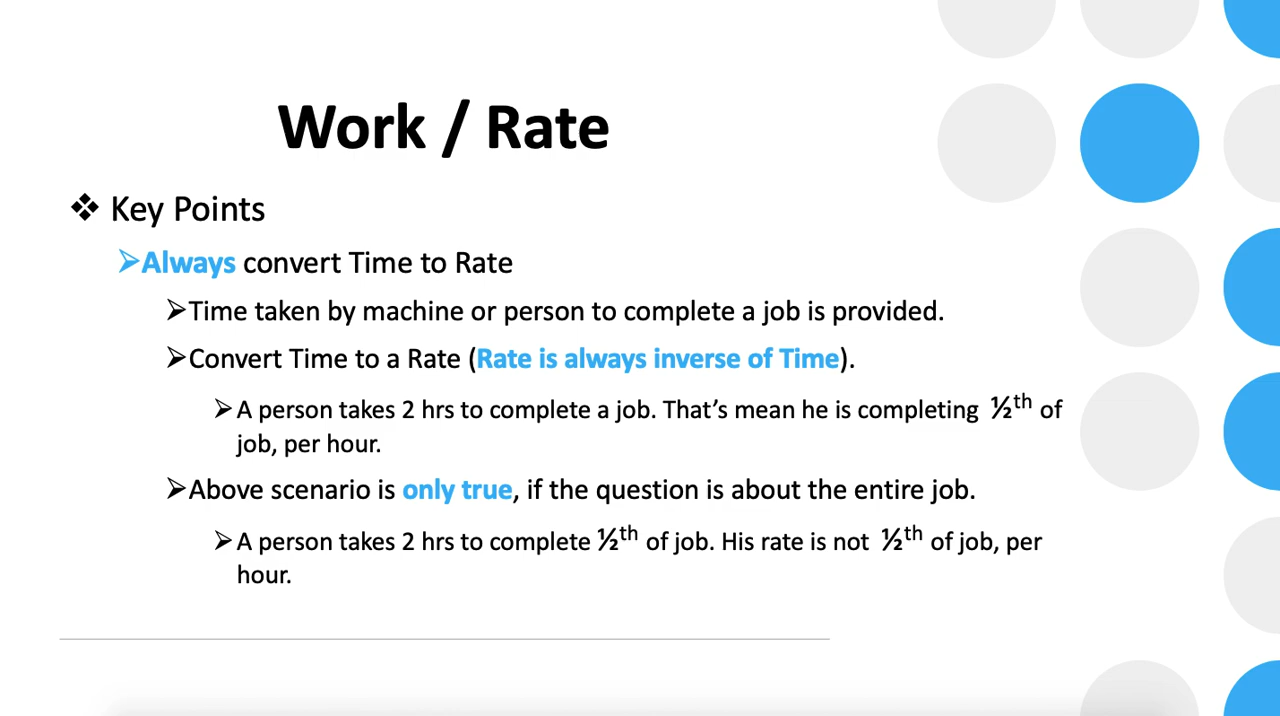 Work / Rate
❖ Key Points
➢Always convert Time to Rate
➢Time taken by machine or person to complete a job is provided.
➢Convert Time to a Rate (Rate is always inverse of Time).
➢A person takes 2 hrs to complete a job. That’s mean he is completing ½th of
job, per hour.
➢Above scenario is only true, if the question is about the entire job.
➢A person takes 2 hrs to complete ½th of job. His rate is not ½th of job, per
hour.